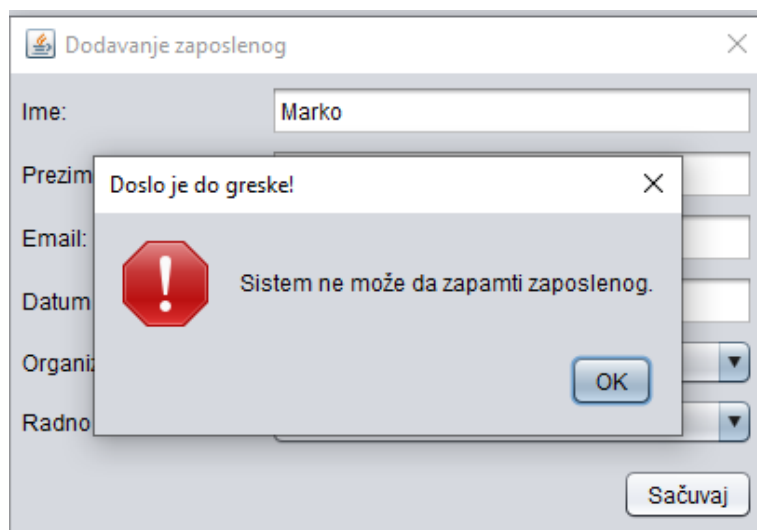 Dodavanje zaposlenog
Ime:
Marko
Prezim
Doslo je do greske!
Email:
Sistem ne može da zapamti zaposlenog.
Datum
Organiz
OK
Radno
Sačuvaj